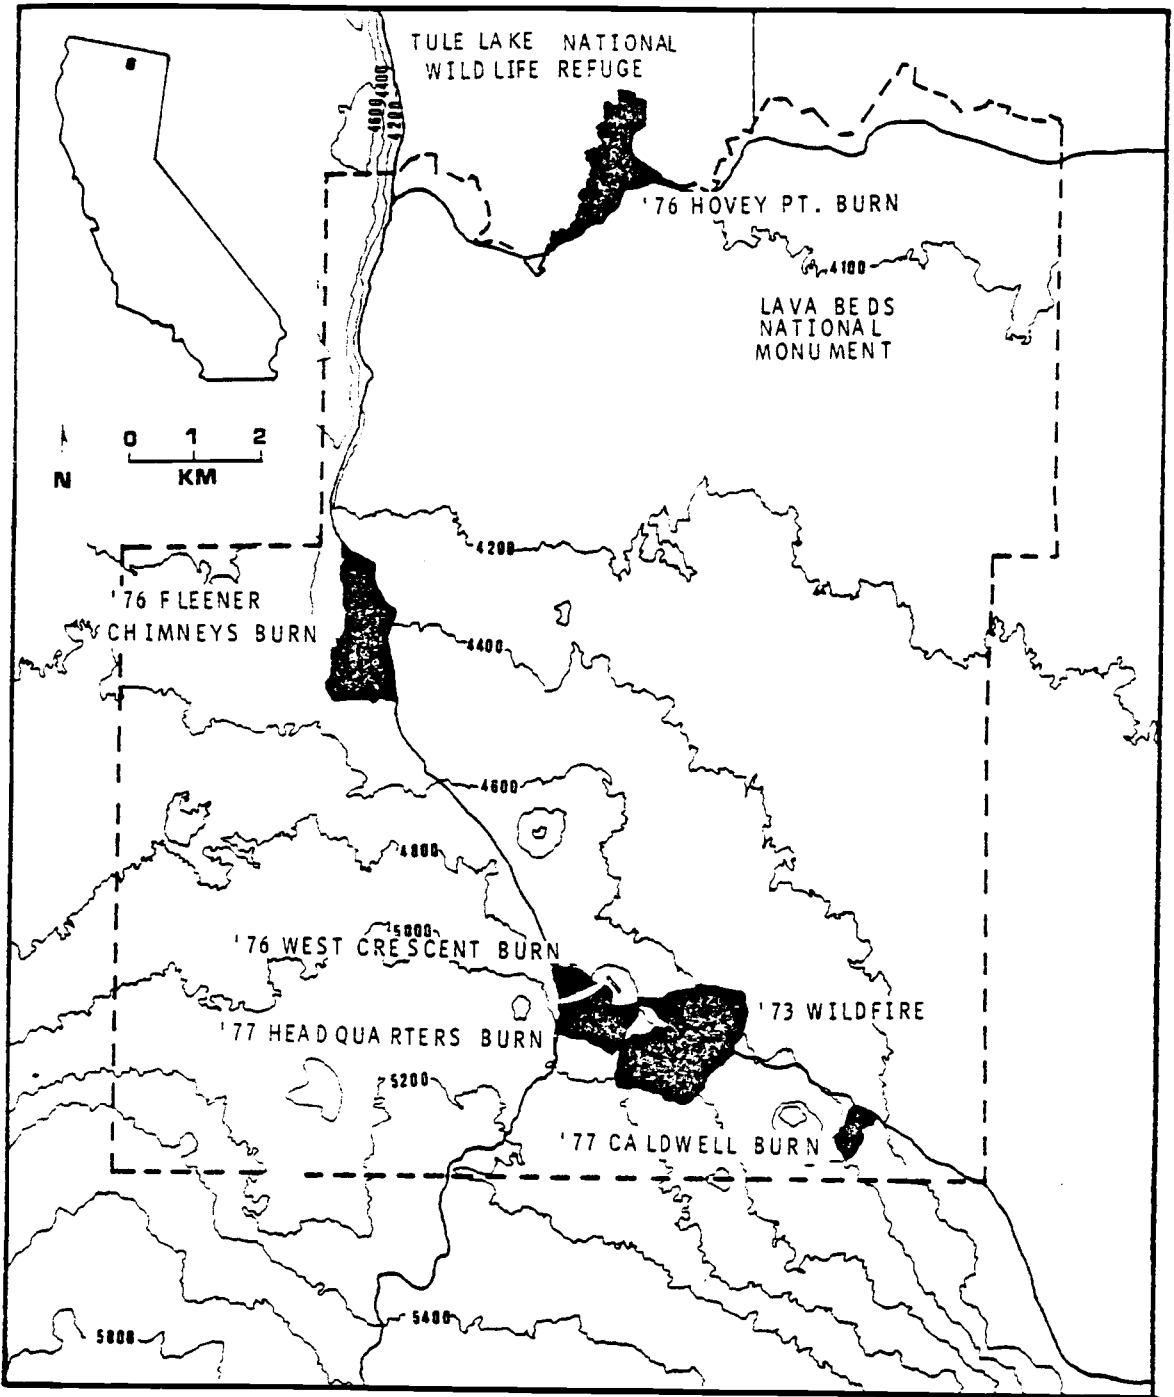 TULE LAKE NATIONAL
WILDLIFE REFUGE
4600
4400
4200
'76 HOVEY PT. BURN
4100
LAVA BEDS
NATIONAL
MONUMENT
0 1 2
KM
N
4200
'76 FLEENER
CHIMNEYS BURN
4400
4600
4800
5000
'76 WEST CRESCENT BURN
'73 WILDFIRE
'77 HEADQUARTERS BURN
5200
'77 CALDWELL BURN
5400